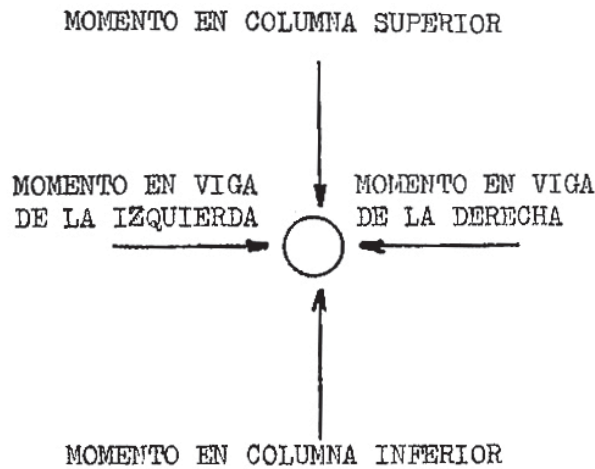 MOMENTO EN COLUMNA SUPERIOR
MOMENTO EN VIGA
DE LA IZQUIERDA
MOMENTO EN VIGA
DE LA DERECHA
MOMENTO EN COLUMNA INFERIOR